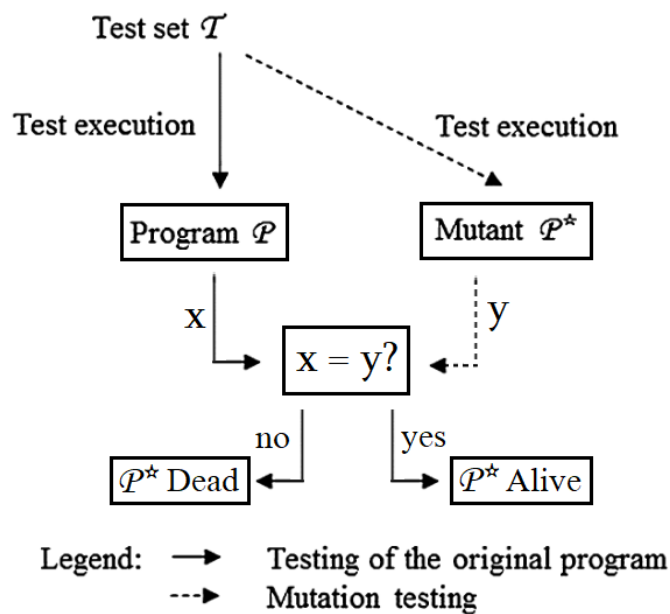 Test set 𝒯
Test execution
Test execution
Program 𝒫
Mutant 𝒫*
x
y
x = y?
no
yes
𝒫* Dead
𝒫* Alive
Legend: → Testing of the original program
⇢ Mutation testing